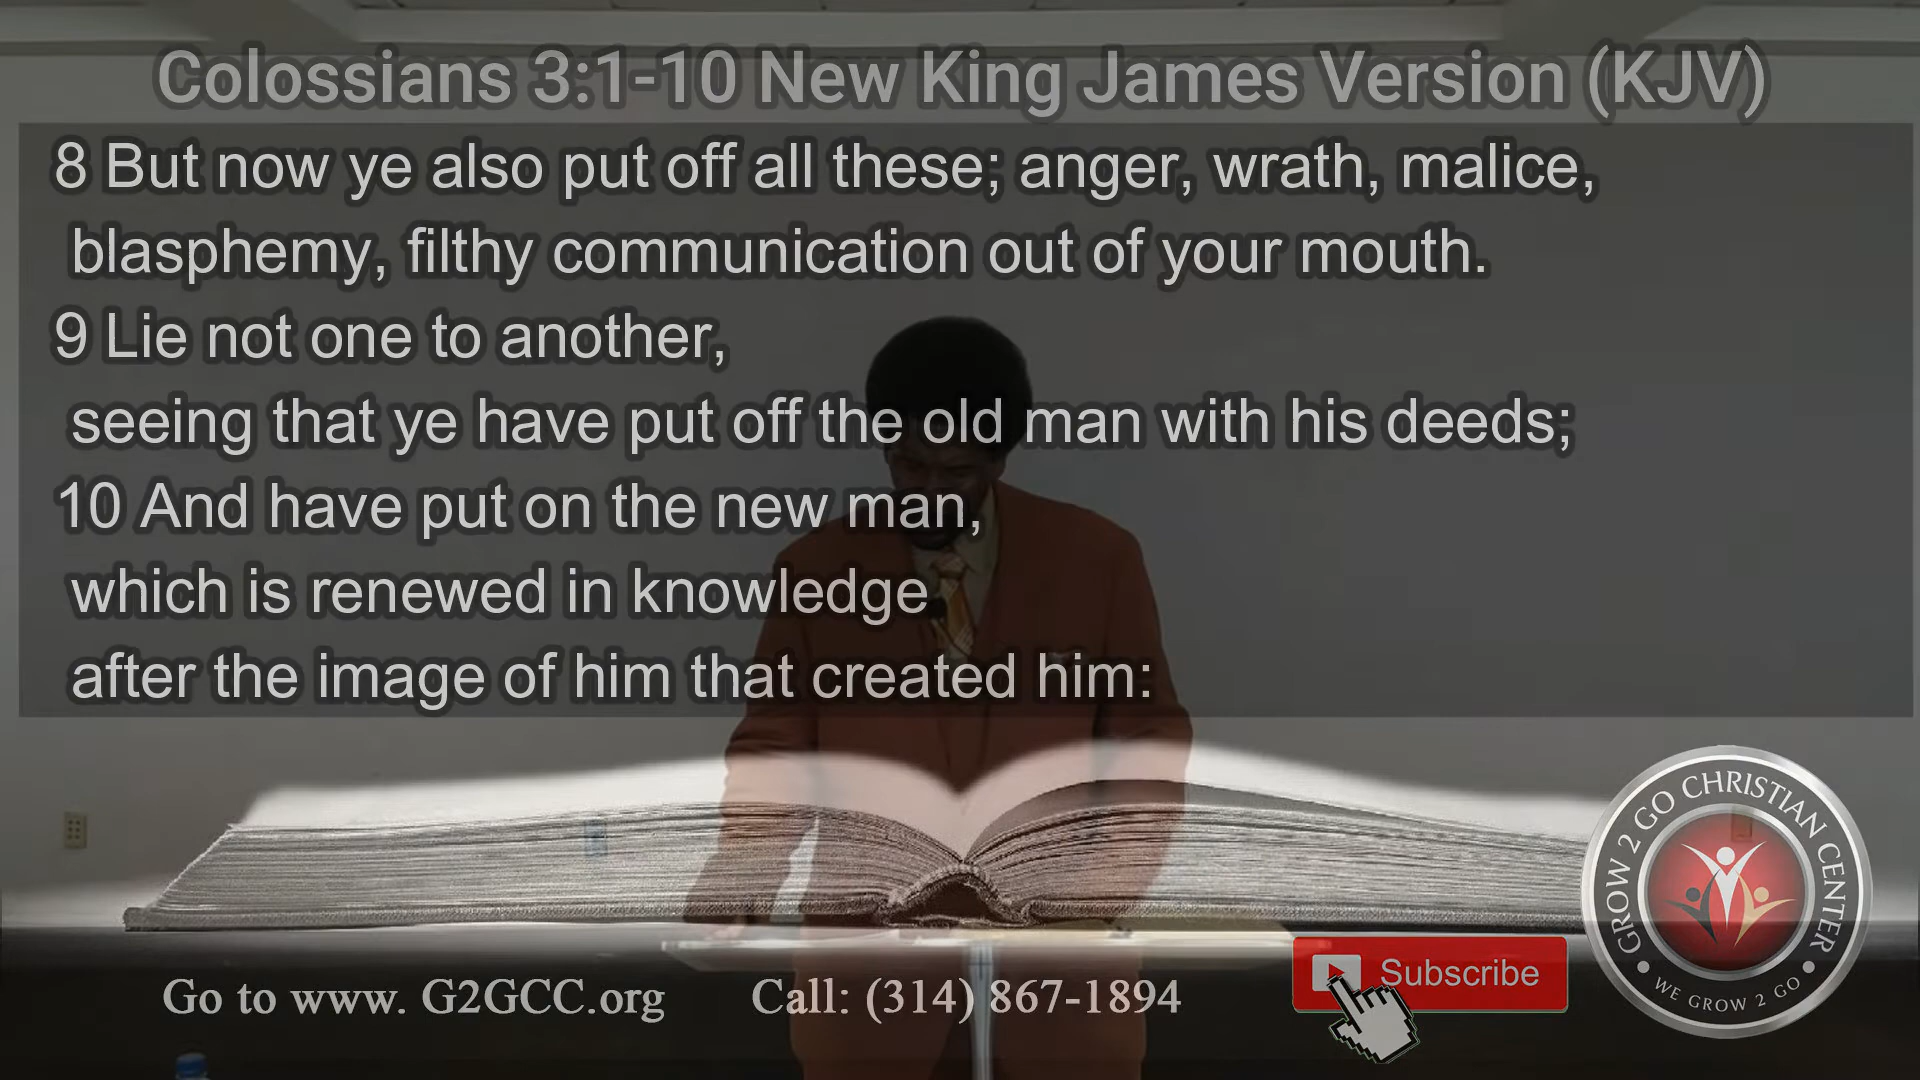 Colossians 3:1-10 New King James Version (KJV)
8 But now ye also put off all these; anger, wrath, malice,
blasphemy, filthy communication out of your mouth.
9 Lie not one to another,
seeing that ye have put off the old man with his deeds;
10 And have put on the new man,
which is renewed in knowledge
after the image of him that created him:
GROW 2 GO CHRISTIAN CENTER
• WE GROW 2 GO •
Go to www. G2GCC.org
Call: (314) 867-1894
Subscribe